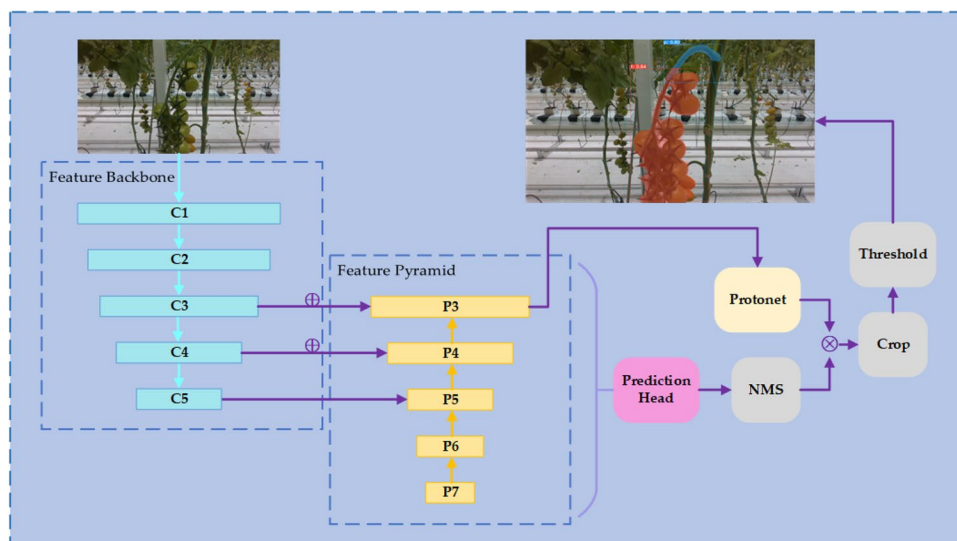 Feature Backbone
C1
C2
C3
C4
C5
Feature Pyramid
P3
P4
P5
P6
P7
Prediction
Head
NMS
Protonet
Crop
Threshold